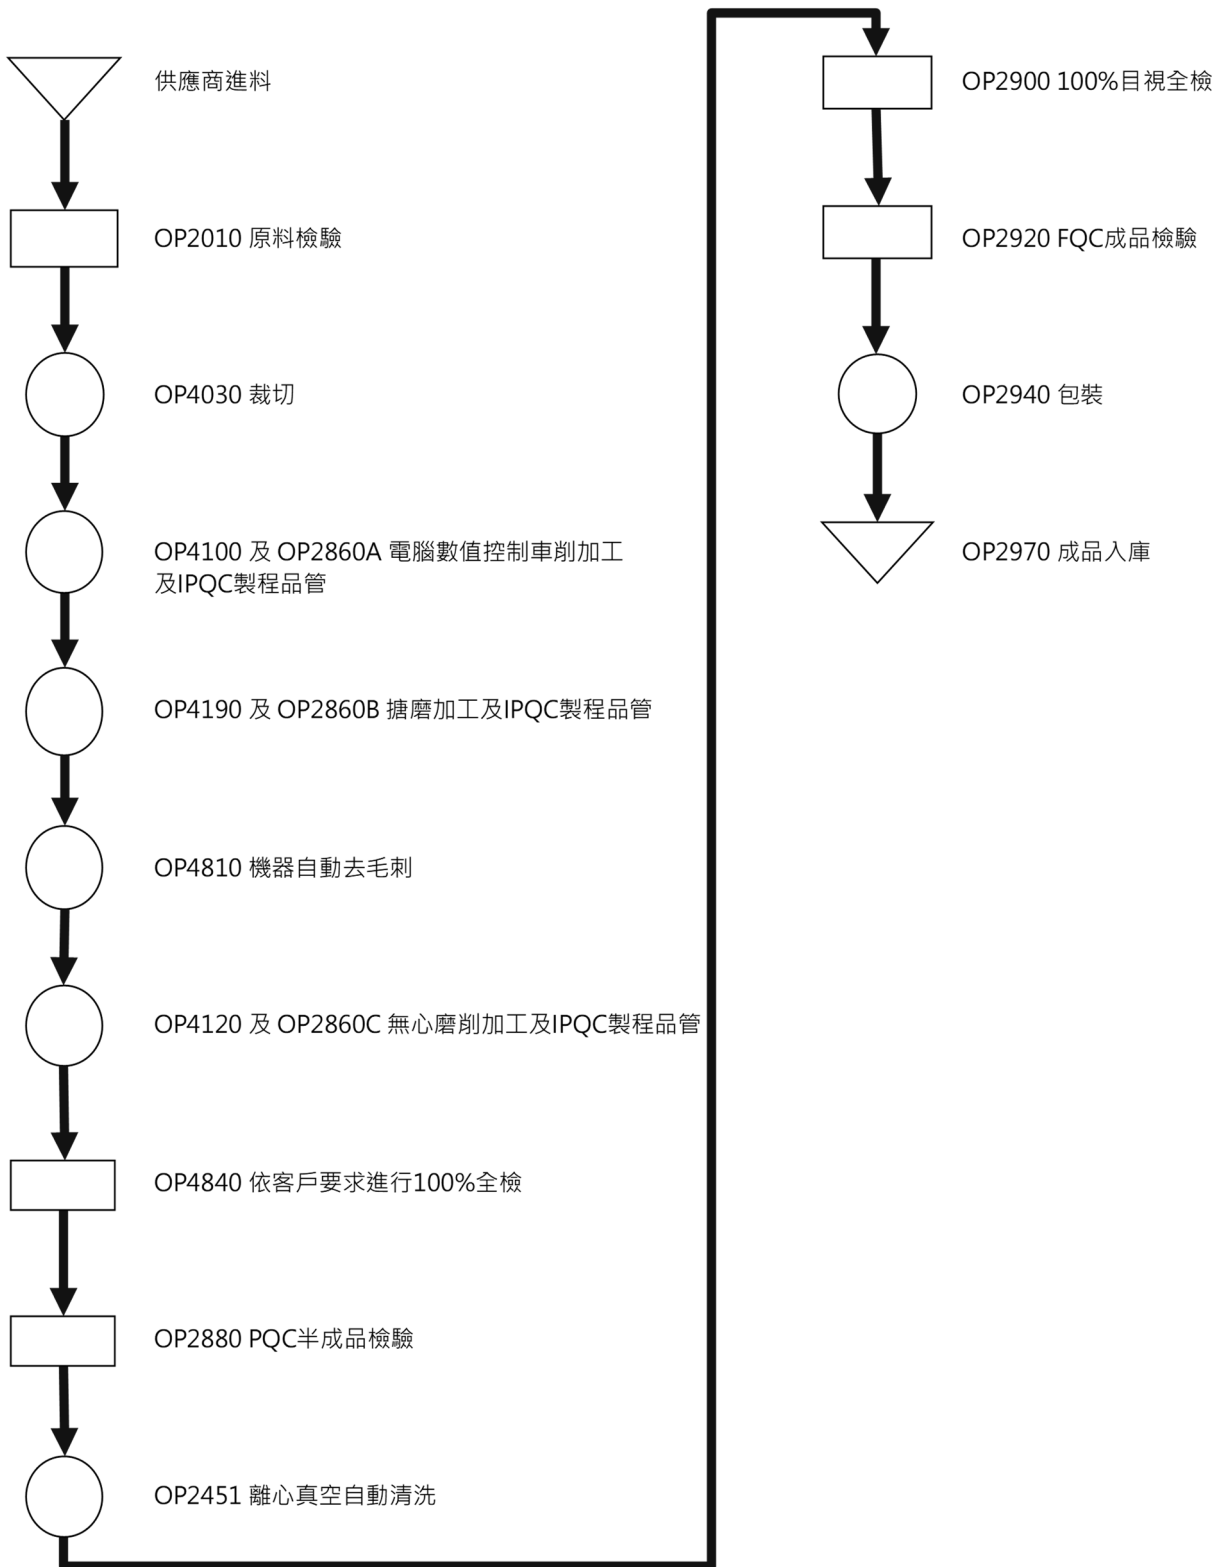 供應商進料
OP2010 原料檢驗
OP4030 裁切
OP4100 及 OP2860A 電腦數值控制車削加工
及IPQC製程品管
OP4190 及 OP2860B 搪磨加工及IPQC製程品管
OP4810 機器自動去毛刺
OP4120 及 OP2860C 無心磨削加工及IPQC製程品管
OP4840 依客戶要求進行100%全檢
OP2880 PQC半成品檢驗
OP2451 離心真空自動清洗
OP2900 100%目視全檢
OP2920 FQC成品檢驗
OP2940 包裝
OP2970 成品入庫